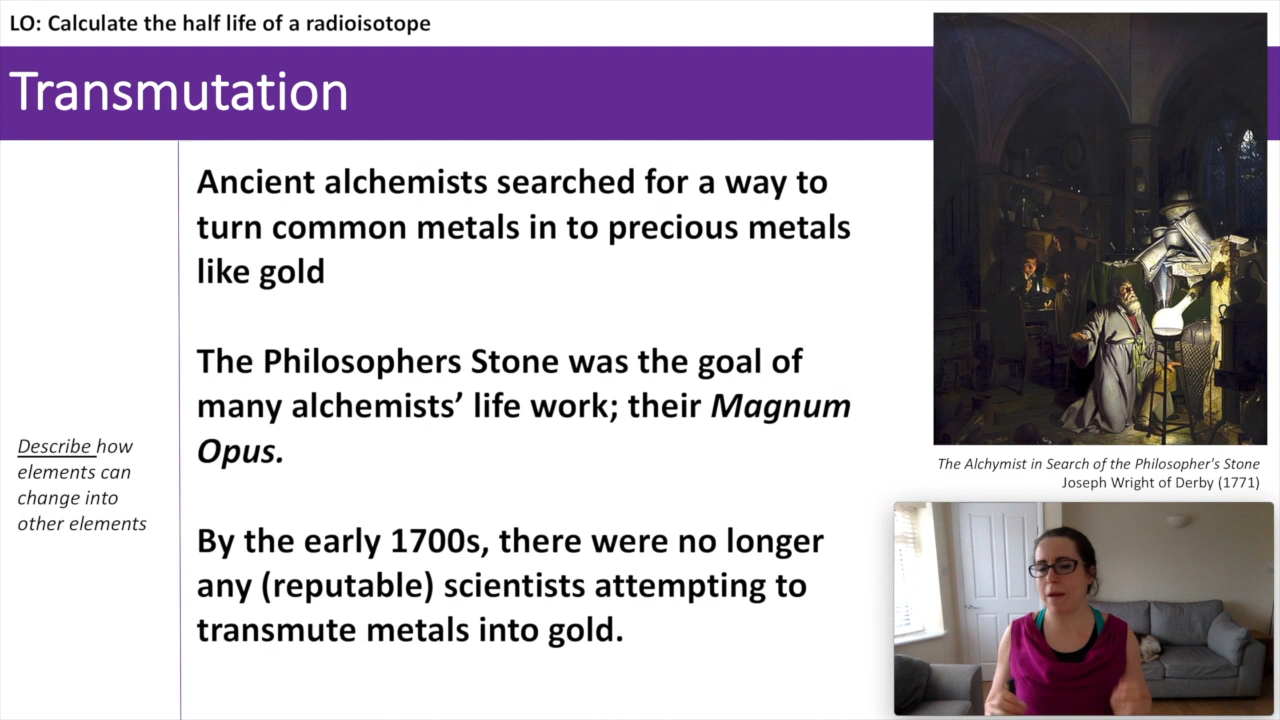 LO: Calculate the half life of a radioisotope
Transmutation
Ancient alchemists searched for a way to
turn common metals in to precious metals
like gold
The Philosophers Stone was the goal of
many alchemists’ life work; their Magnum
Opus.
By the early 1700s, there were no longer
any (reputable) scientists attempting to
transmute metals into gold.
Describe how
elements can
change into
other elements
The Alchymist in Search of the Philosopher's Stone
Joseph Wright of Derby (1771)